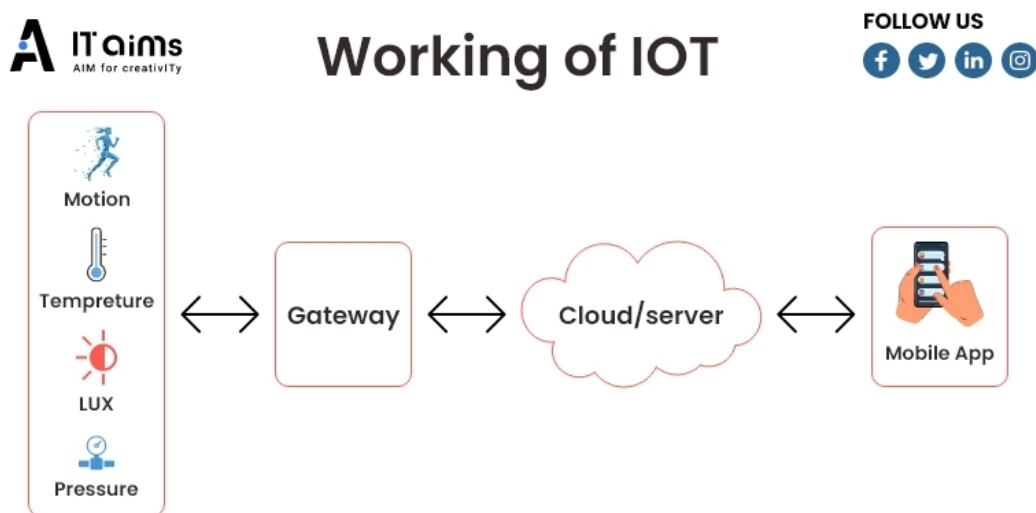 IT aims
AIM for creativITy
Working of IOT
FOLLOW US
Motion
Tempreture
LUX
Pressure
Gateway
Cloud/server
Mobile App